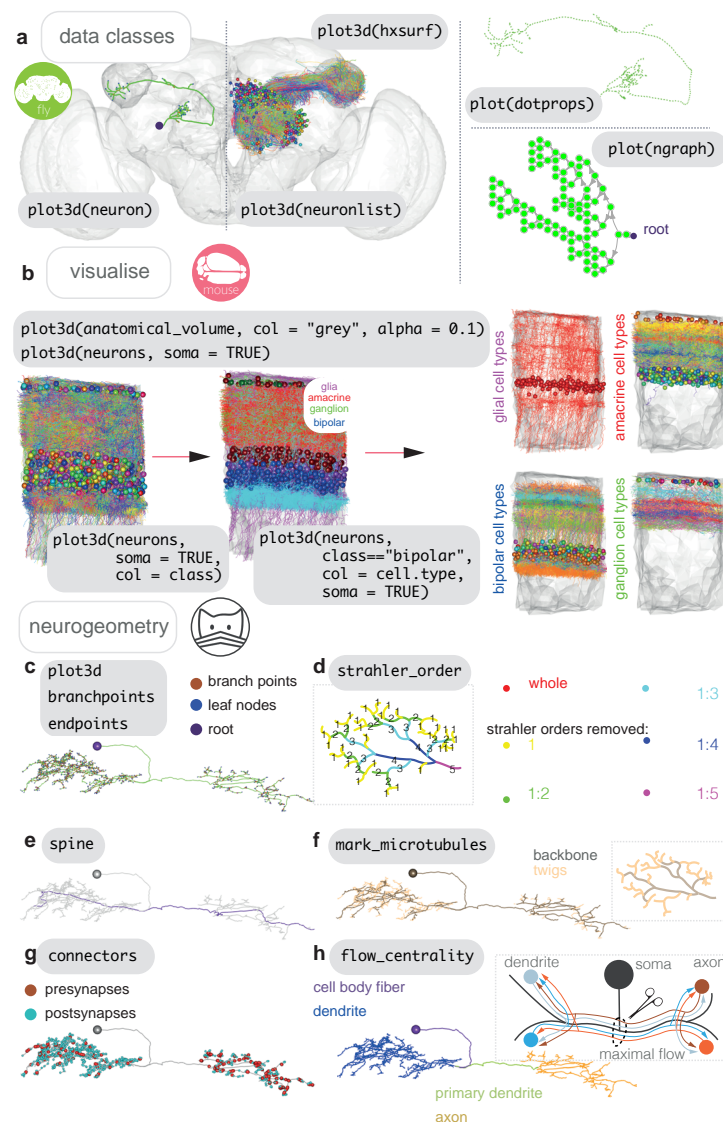 a
data classes
plot3d(hxsurf)
fly
plot(dotprops)
plot(ngraph)
root
plot3d(neuron)
plot3d(neuronlist)
b
visualise
mouse
plot3d(anatomical_volume, col = "grey", alpha = 0.1)
plot3d(neurons, soma = TRUE)
glia
amacrine
ganglion
bipolar
glial cell types
amacrine cell types
plot3d(neurons,
soma = TRUE,
col = class)
plot3d(neurons,
class=="bipolar",
col = cell.type,
soma = TRUE)
bipolar cell types
ganglion cell types
neurogeometry
c
plot3d
branchpoints
endpoints
branch points
leaf nodes
root
d
strahler_order
whole
1:3
strahler orders removed:
1
1:4
1:2
1:5
e
spine
f
mark_microtubules
backbone
twigs
g
connectors
presynapses
postsynapses
h
flow_centrality
cell body fiber
dendrite
dendrite
soma
axon
maximal flow
primary dendrite
axon